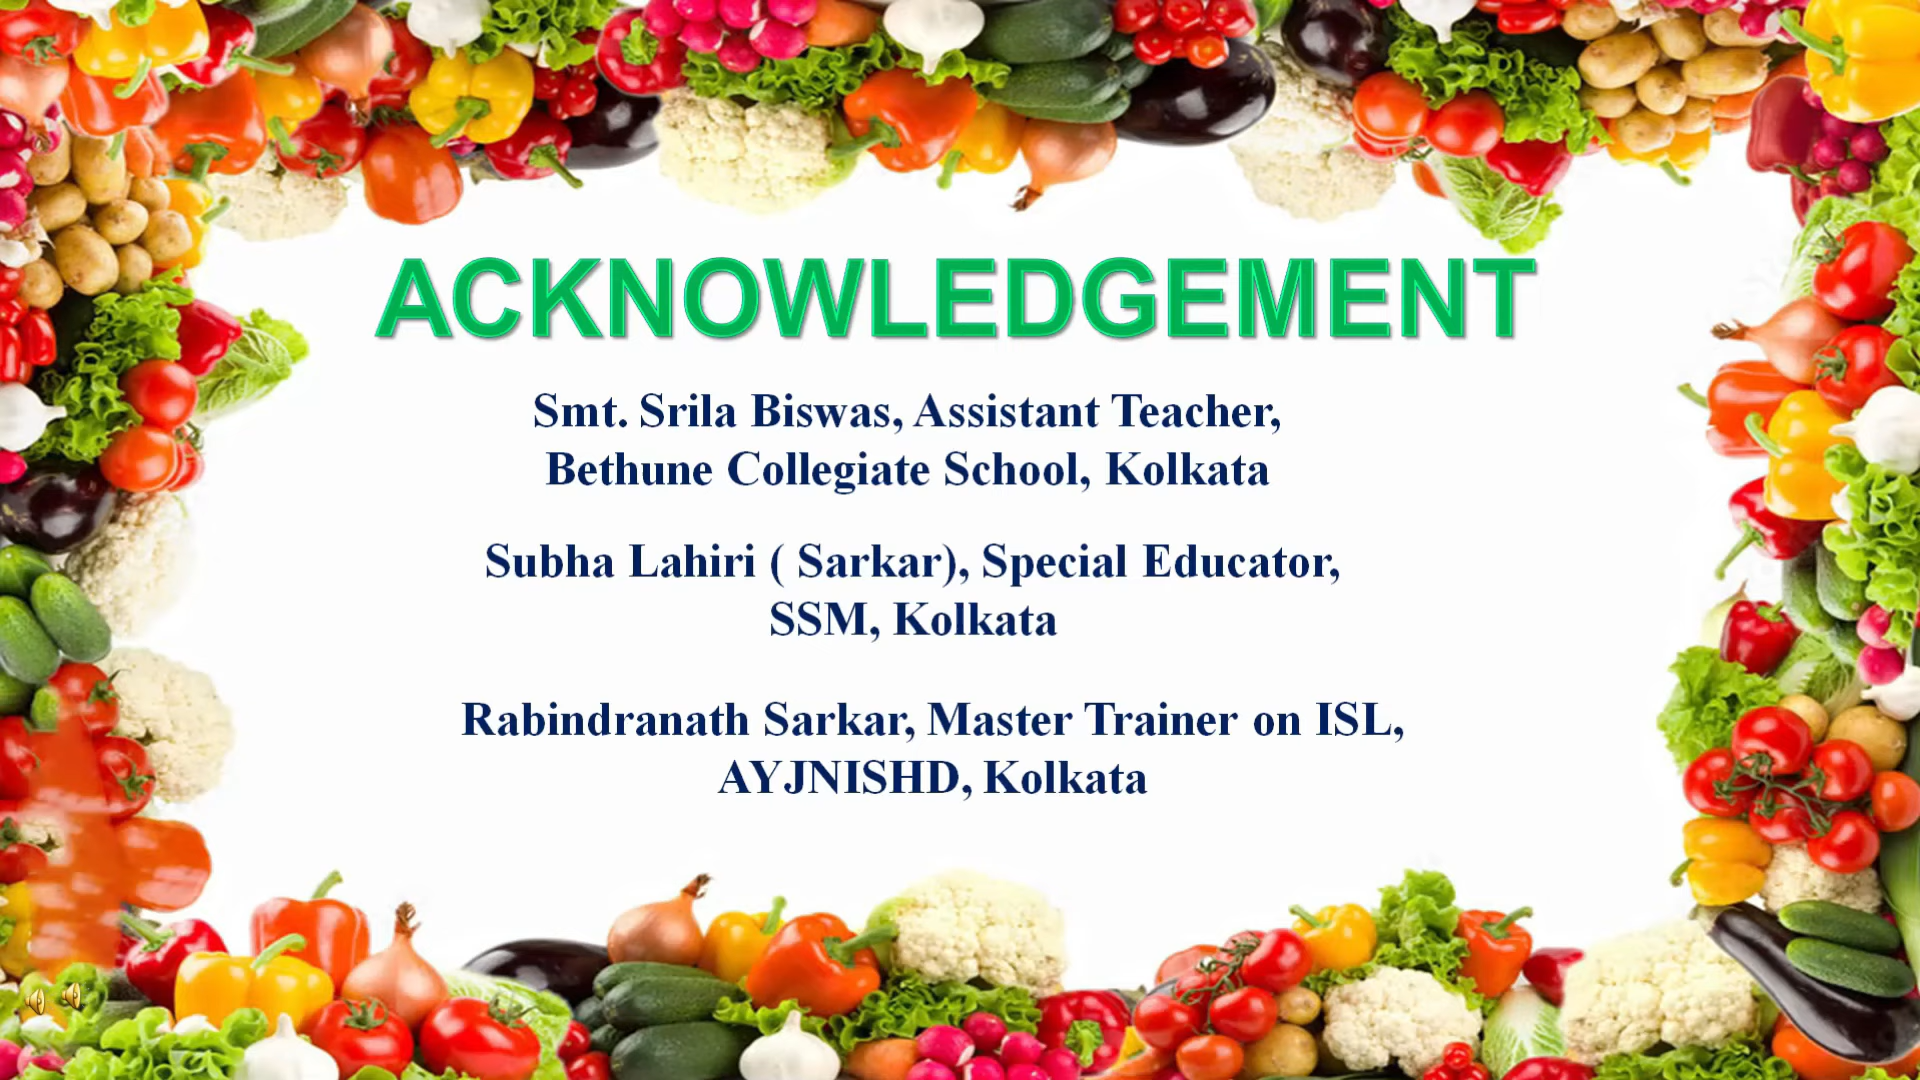 ACKNOWLEDGEMENT
Smt. Srila Biswas, Assistant Teacher,
Bethune Collegiate School, Kolkata
Subha Lahiri ( Sarkar), Special Educator,
SSM, Kolkata
Rabindranath Sarkar, Master Trainer on ISL,
AYJNISHD, Kolkata